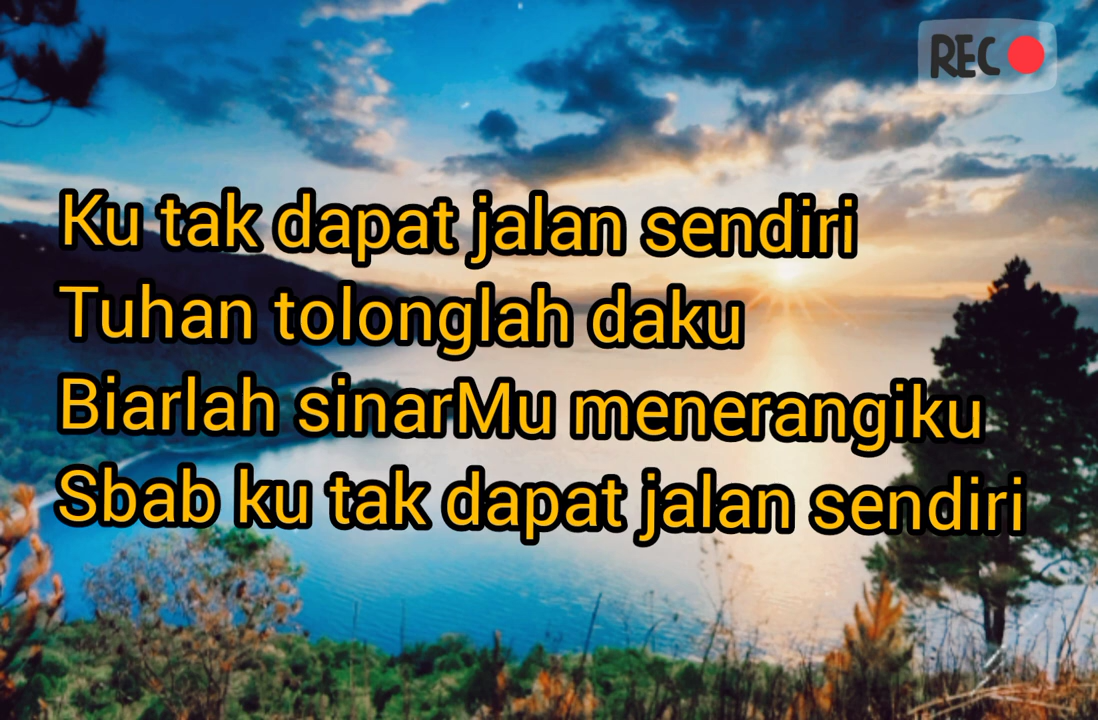 REC
Ku tak dapat jalan sendiri
Tuhan tolonglah daku
Biarlah sinarMu menerangiku
Sbab ku tak dapat jalan sendiri